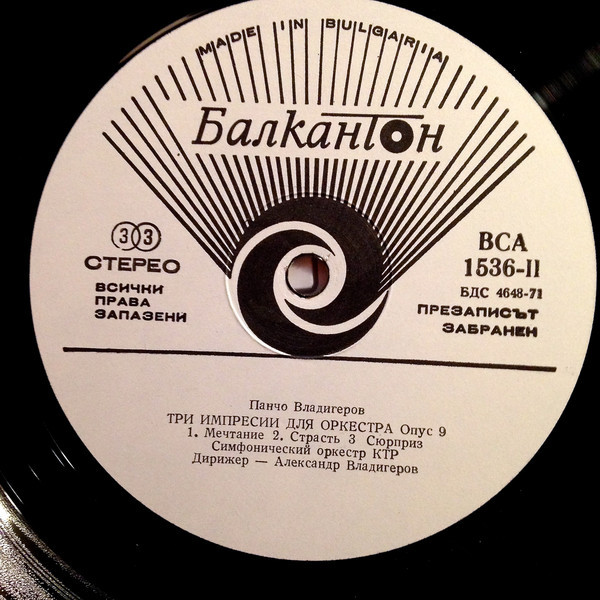 MADE IN BULGARIA
Балкантон
33
СТЕРЕО
ВСИЧКИ
ПРАВА
ЗАПАЗЕНИ
ВСА
1536-II
БДС 4648-71
ПРЕЗАПИСЪТ
ЗАБРАНЕН
Панчо Владигеров
ТРИ ИМПРЕСИИ ДЛЯ ОРКЕСТРА Опус 9
1. Мечтание 2. Страсть 3 Сюрприз
Симфонический оркестр КТР
Дирижер — Александр Владигеров